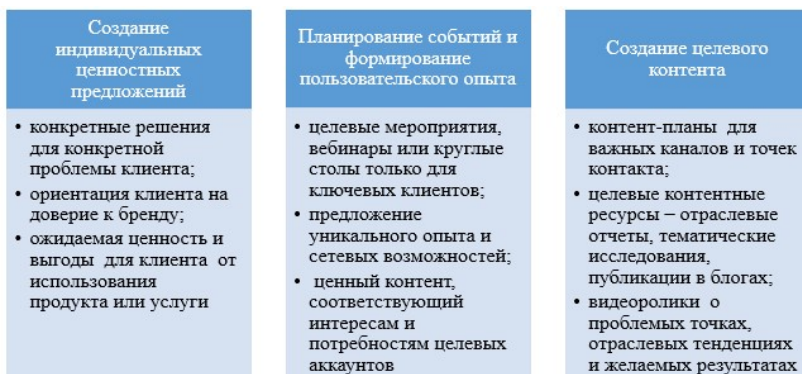 Создание
индивидуальных
ценностных
предложений
• конкретные решения
для конкретной
проблемы клиента;
• ориентация клиента на
доверие к бренду;
• ожидаемая ценность и
выгоды для клиента от
использования
продукта или услуги
Планирование событий и
формирование
пользовательского опыта
• целевые мероприятия,
вебинары или круглые
столы только для
ключевых клиентов;
• предложение
уникального опыта и
сетевых возможностей;
• ценный контент,
соответствующий
интересам и
потребностям целевых
аккаунтов
Создание целевого
контента
• контент-планы для
важных каналов и точек
контакта;
• целевые контентные
ресурсы – отраслевые
отчеты, тематические
исследования,
публикации в блогах;
• видеоролики о
проблемых точках,
отраслевых тенденциях
и желаемых результатах